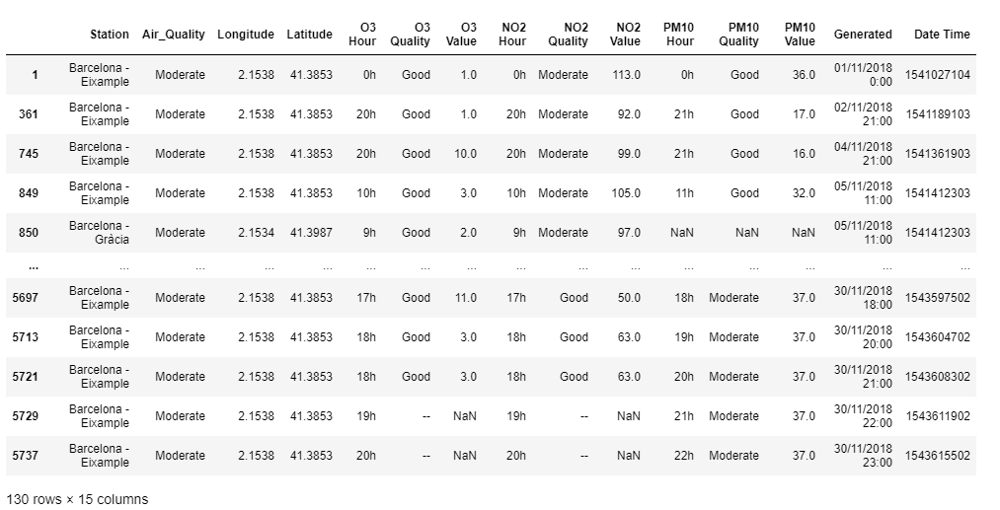 Station Air_Quality Longitude Latitude O3 Hour O3 Quality O3 Value NO2 Hour NO2 Quality NO2 Value PM10 Hour PM10 Quality PM10 Value Generated Date Time
1 Barcelona - Eixample Moderate 2.1538 41.3853 0h Good 1.0 0h Moderate 113.0 0h Good 36.0 01/11/2018 0:00 1541027104
361 Barcelona - Eixample Moderate 2.1538 41.3853 20h Good 1.0 20h Moderate 92.0 21h Good 17.0 02/11/2018 21:00 1541189103
745 Barcelona - Eixample Moderate 2.1538 41.3853 20h Good 10.0 20h Moderate 99.0 21h Good 16.0 04/11/2018 21:00 1541361903
849 Barcelona - Eixample Moderate 2.1538 41.3853 10h Good 3.0 10h Moderate 105.0 11h Good 32.0 05/11/2018 11:00 1541412303
850 Barcelona - Gràcia Moderate 2.1534 41.3987 9h Good 2.0 9h Moderate 97.0 NaN NaN NaN 05/11/2018 11:00 1541412303
... ... ... ... ... ... ... ... ... ... ... ... ... ... ... ...
5697 Barcelona - Eixample Moderate 2.1538 41.3853 17h Good 11.0 17h Good 50.0 18h Moderate 37.0 30/11/2018 18:00 1543597502
5713 Barcelona - Eixample Moderate 2.1538 41.3853 18h Good 3.0 18h Good 63.0 19h Moderate 37.0 30/11/2018 20:00 1543604702
5721 Barcelona - Eixample Moderate 2.1538 41.3853 18h Good 3.0 18h Good 63.0 20h Moderate 37.0 30/11/2018 21:00 1543608302
5729 Barcelona - Eixample Moderate 2.1538 41.3853 19h -- NaN 19h -- NaN 21h Moderate 37.0 30/11/2018 22:00 1543611902
5737 Barcelona - Eixample Moderate 2.1538 41.3853 20h -- NaN 20h -- NaN 22h Moderate 37.0 30/11/2018 23:00 1543615502
130 rows × 15 columns